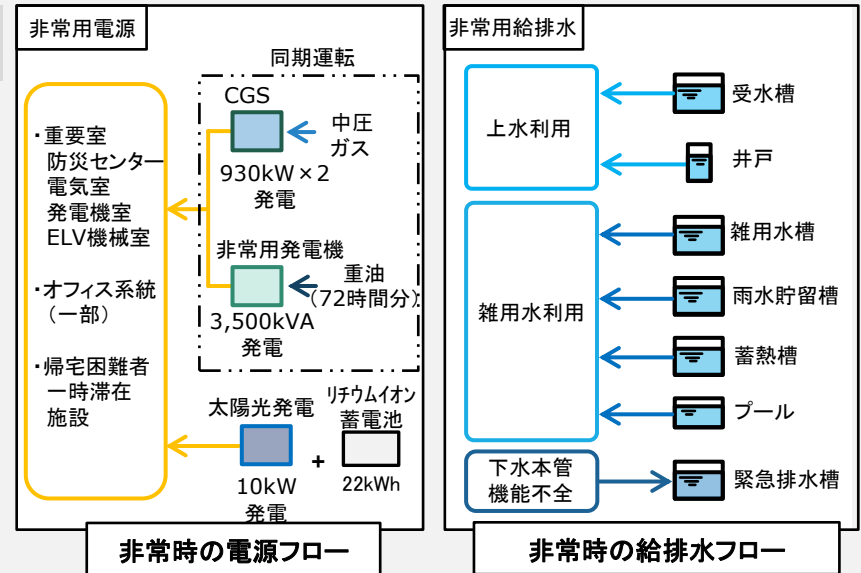 非常用電源
同期運転
CGS
中圧
ガス
930kW×2
発電
非常用発電機
重油
（72時間分）
3,500kVA
発電
・重要室
防災センター
電気室
発電機室
ELV機械室
・オフィス系統
（一部）
・帰宅困難者
一時滞在
施設
太陽光発電
10kW
発電
+
リチウムイオン
蓄電池
22kWh
非常時の電源フロー
非常用給排水
上水利用
受水槽
井戸
雑用水利用
雑用水槽
雨水貯留槽
蓄熱槽
プール
下水本管
機能不全
緊急排水槽
非常時の給排水フロー